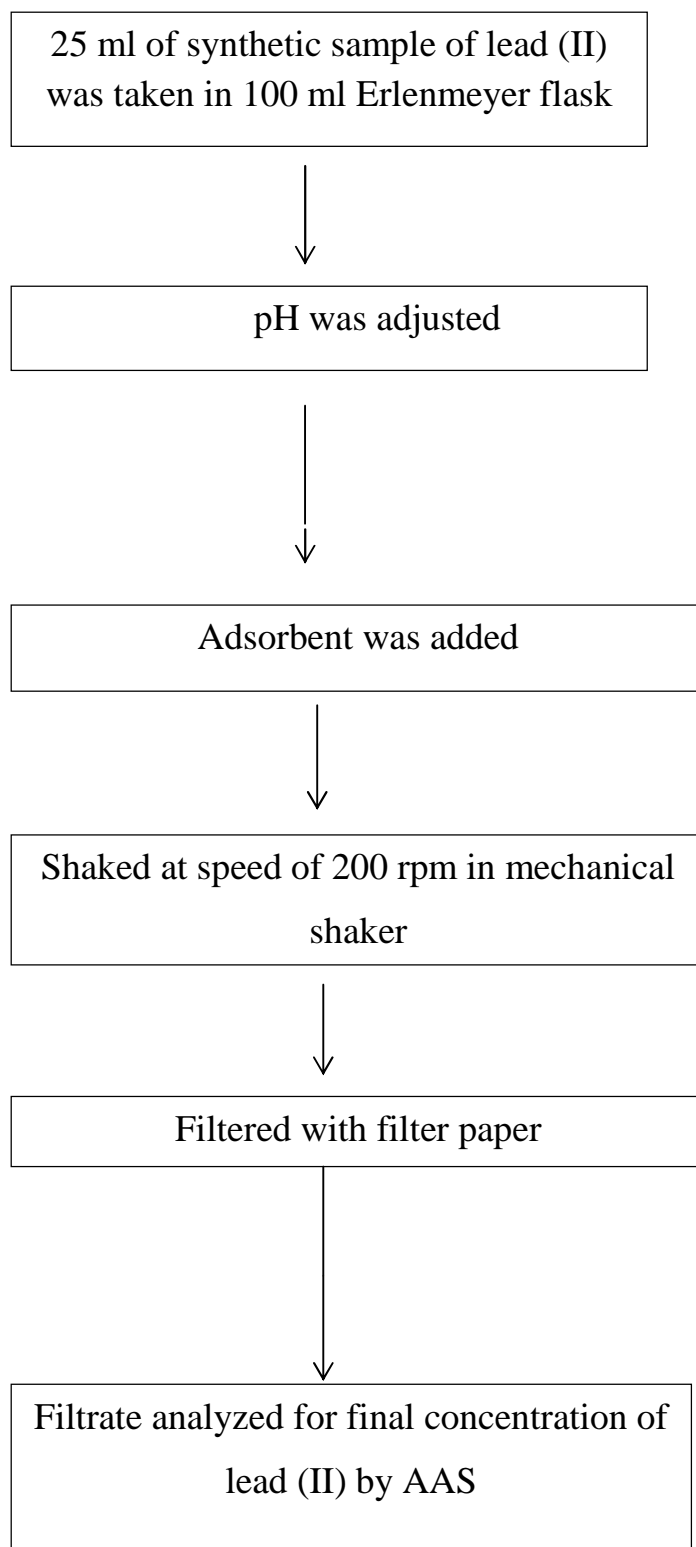 25 ml of synthetic sample of lead (II)
was taken in 100 ml Erlenmeyer flask
pH was adjusted
Adsorbent was added
Shaked at speed of 200 rpm in mechanical
shaker
Filtered with filter paper
Filtrate analyzed for final concentration of
lead (II) by AAS